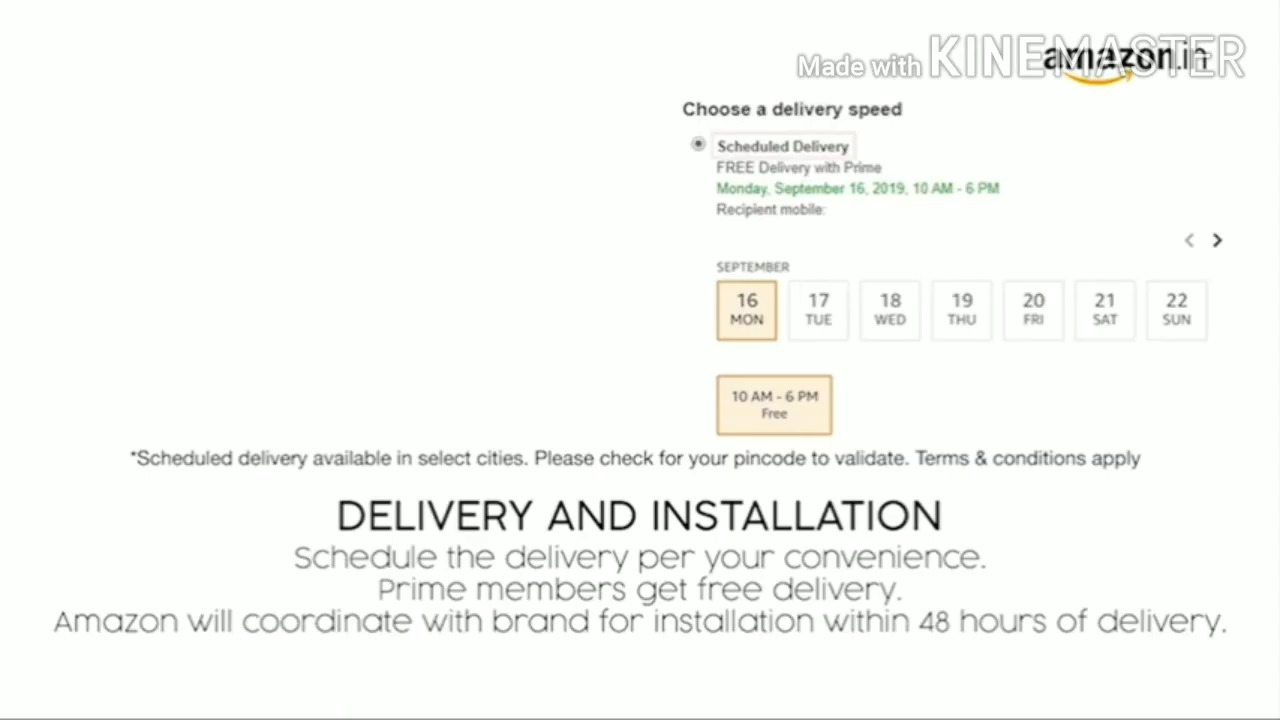 Made with KINEMASTER
amazon.in
Choose a delivery speed
Scheduled Delivery
FREE Delivery with Prime
Monday, September 16, 2019, 10 AM - 6 PM
Recipient mobile:
< >
SEPTEMBER
16 17 18 19 20 21 22
MON TUE WED THU FRI SAT SUN
10 AM - 6 PM
Free
*Scheduled delivery available in select cities. Please check for your pincode to validate. Terms & conditions apply
DELIVERY AND INSTALLATION
Schedule the delivery per your convenience.
Prime members get free delivery.
Amazon will coordinate with brand for installation within 48 hours of delivery.